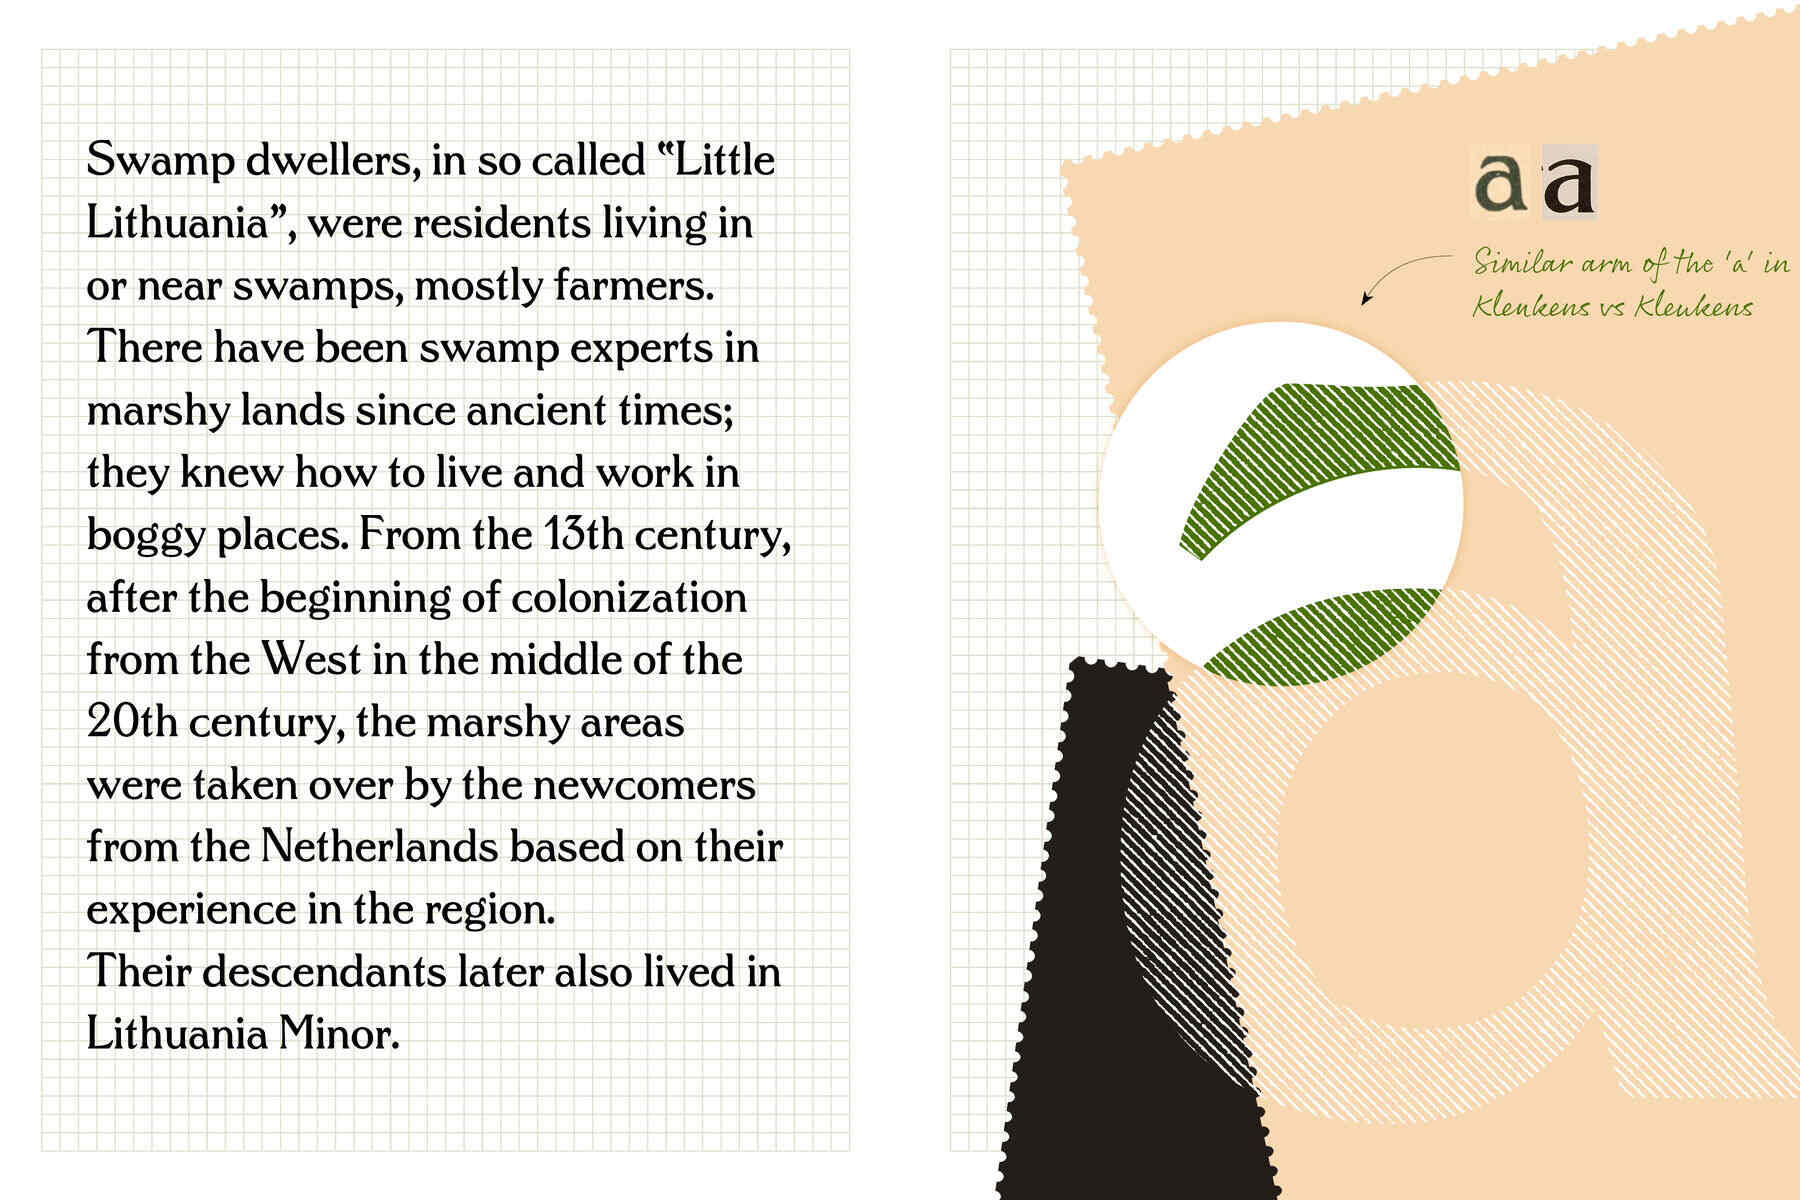 Swamp dwellers, in so called “Little
Lithuania”, were residents living in
or near swamps, mostly farmers.
There have been swamp experts in
marshy lands since ancient times;
they knew how to live and work in
boggy places. From the 13th century,
after the beginning of colonization
from the West in the middle of the
20th century, the marshy areas
were taken over by the newcomers
from the Netherlands based on their
experience in the region.
Their descendants later also lived in
Lithuania Minor.
a a
Similar arm of the 'a' in
Kleukens vs Kleukens
a